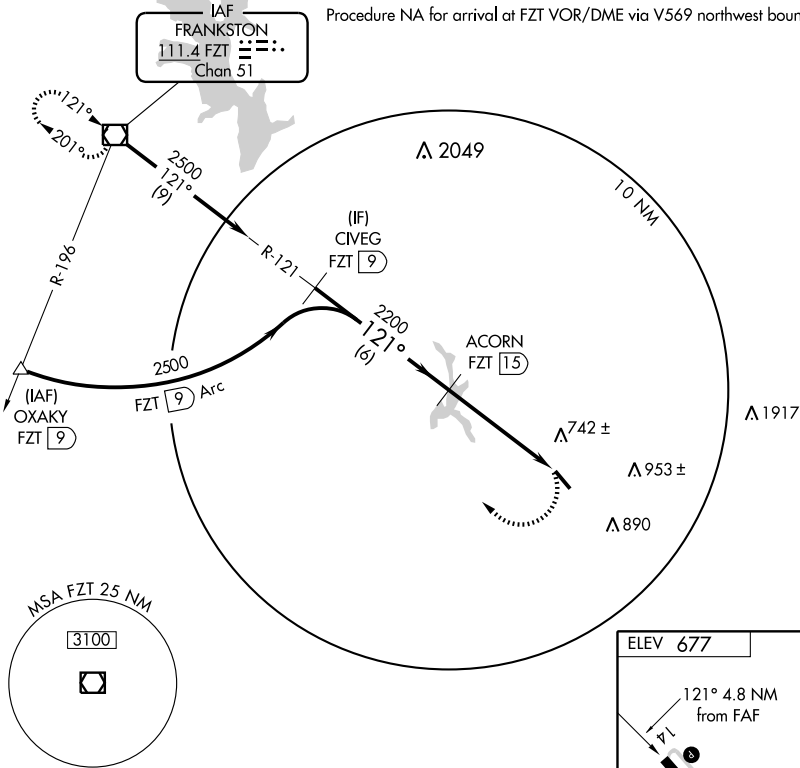 IAF
FRANKSTON
111.4 FZT
Chan 51
Procedure NA for arrival at FZT VOR/DME via V569 northwest boun
121°
201°
2500
121°
(9)
2049
10 NM
R-196
R-121
(IF)
CIVEG
FZT 9
2200
121°
(6)
ACORN
FZT 15
2500
FZT 9 Arc
(IAF)
OXAKY
FZT 9
742 ±
1917
953 ±
890
MSA FZT 25 NM
3100
ELEV 677
121° 4.8 NM
from FAF
14
P